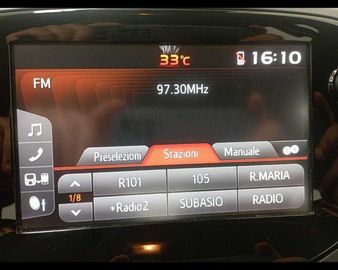 33°C
16:10
FM
97.30MHz
Preselezioni
Stazioni
Manuale
R101
105
R.MARIA
1/8
*Radio2
SUBASIO
RADIO